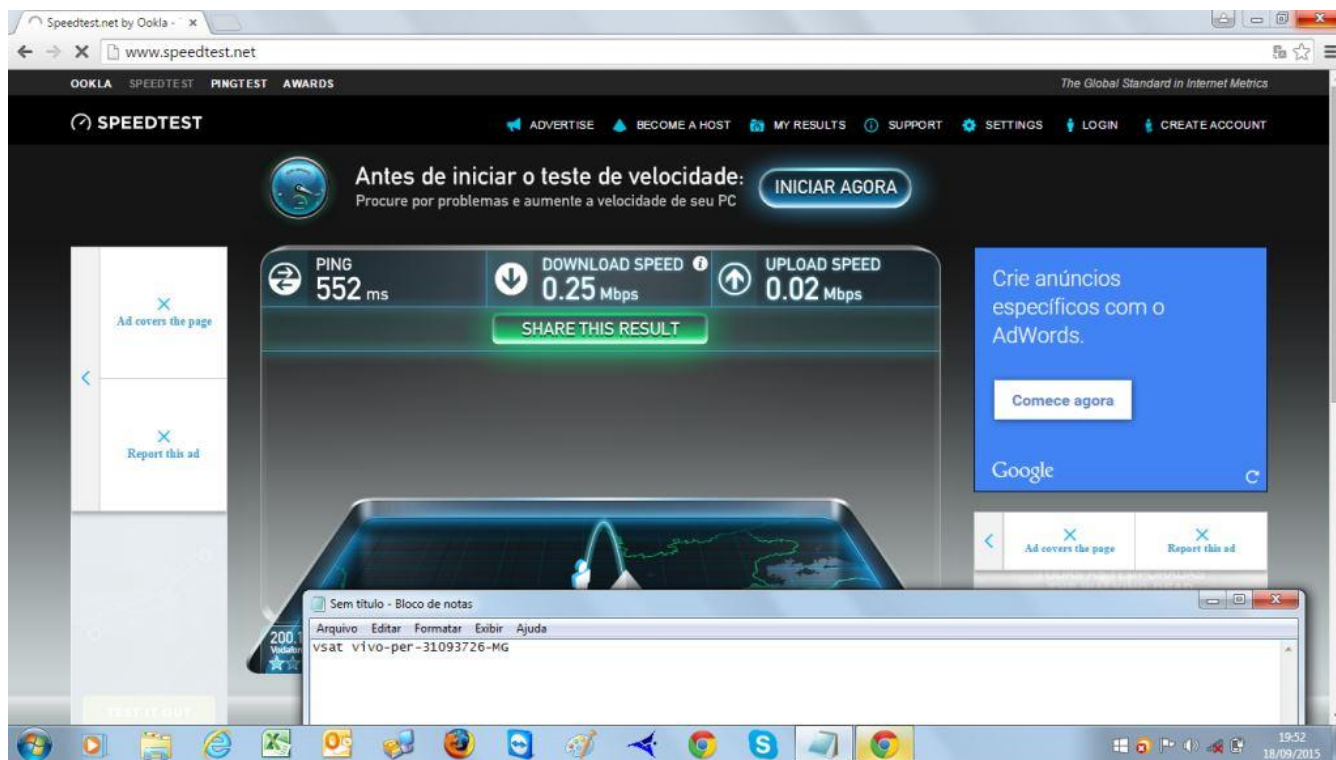 Speedtest.net by Ookla -
www.speedtest.net
OOKLA SPEEDTEST PINGTEST AWARDS
The Global Standard in Internet Metrics
SPEEDTEST
ADVERTISE BECOME A HOST MY RESULTS SUPPORT SETTINGS LOGIN CREATE ACCOUNT
Antes de iniciar o teste de velocidade:
Procure por problemas e aumente a velocidade de seu PC
INICIAR AGORA
PING
552 ms
DOWNLOAD SPEED
0.25 Mbps
UPLOAD SPEED
0.02 Mbps
SHARE THIS RESULT
Ad covers the page
Report this ad
Crie anúncios
específicos com o
AdWords.
Comece agora
Google
Ad covers the page
Report this ad
TEST IT OUT
200.1
Sem título - Bloco de notas
Arquivo Editar Formatar Exibir Ajuda
vsat vivo-per-31093726-MG
19:52
18/09/2015